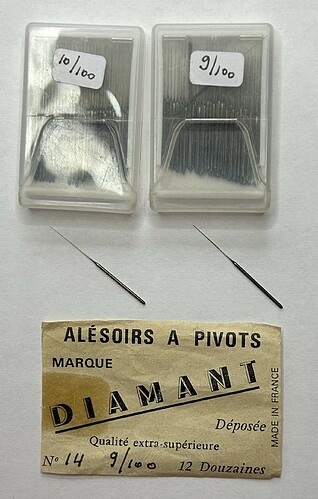 10/100
9/100
ALÉSOIRS A PIVOTS
MARQUE
DIAMANT
Déposée
Qualité extra-supérieure
Nº 14 9/100 12 Douzaines
MADE IN FRANCE